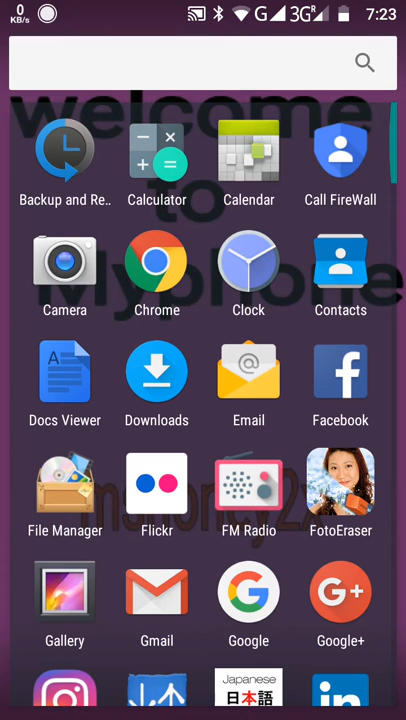 0
KB/s
G
3G R
7:23
welcome
to
Myphone
Backup and Re..
Calculator
Calendar
Call FireWall
Camera
Chrome
Clock
Contacts
A
@
f
Docs Viewer
Downloads
Email
Facebook
mshoney2x
File Manager
Flickr
FM Radio
FotoEraser
G
G+
Gallery
Gmail
Google
Google+
Japanese
日本語
in